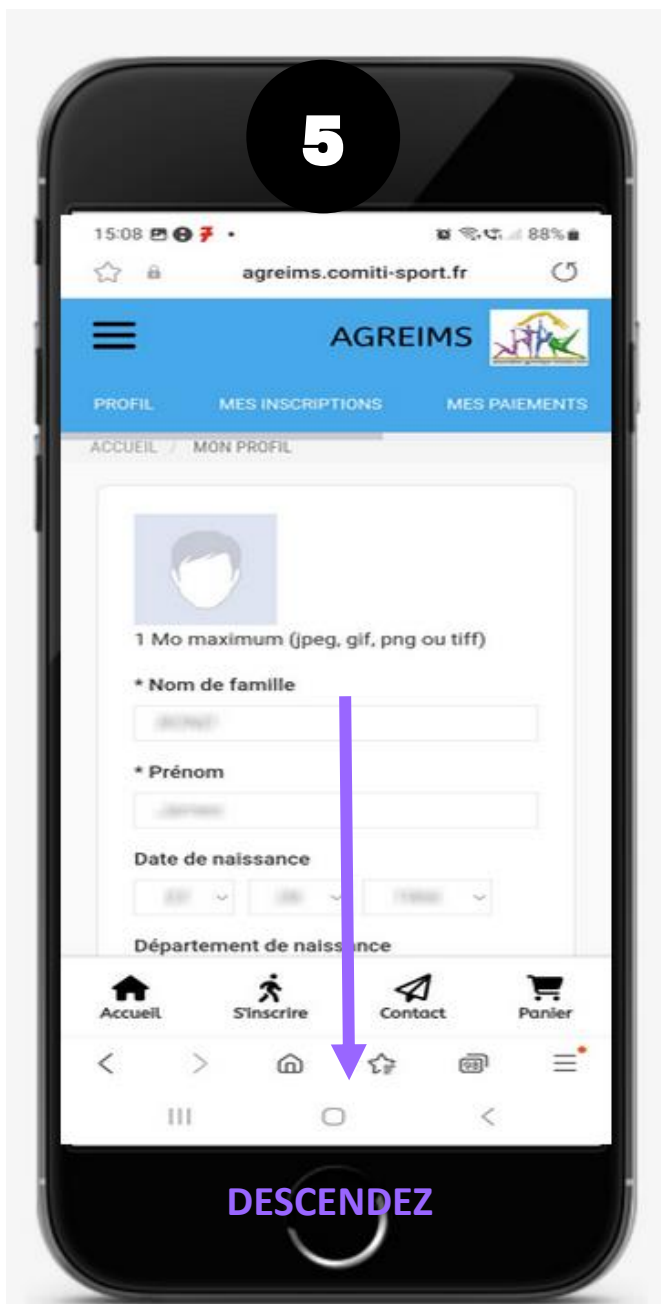 5
15:08 88%
agreims.comiti-sport.fr
AGREIMS
PROFIL MES INSCRIPTIONS MES PAIEMENTS
ACCUEIL / MON PROFIL
1 Mo maximum (jpeg, gif, png ou tiff)
* Nom de famille
* Prénom
Date de naissance
Département de naissance
Accueil S'inscrire Contact Panier
98
DESCENDEZ